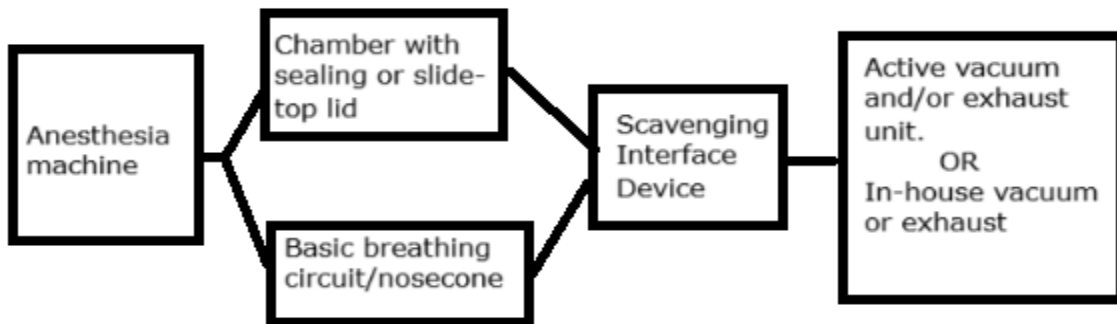 Anesthesia
machine
Chamber with
sealing or slide-
top lid
Basic breathing
circuit/nosecone
Scavenging
Interface
Device
Active vacuum
and/or exhaust
unit.
OR
In-house vacuum
or exhaust